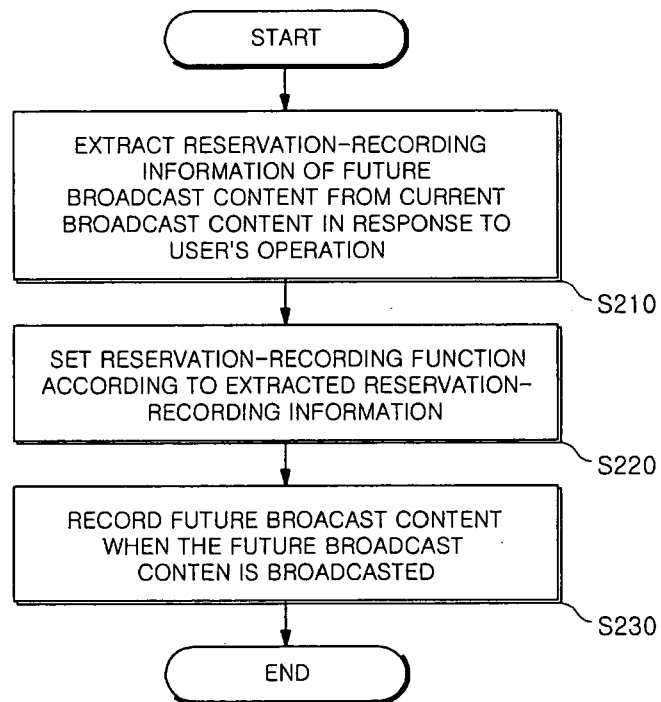 START
EXTRACT RESERVATION-RECORDING
INFORMATION OF FUTURE
BROADCAST CONTENT FROM CURRENT
BROADCAST CONTENT IN RESPONSE TO
USER'S OPERATION
S210
SET RESERVATION-RECORDING FUNCTION
ACCORDING TO EXTRACTED RESERVATION-
RECORDING INFORMATION
S220
RECORD FUTURE BROACAST CONTENT
WHEN THE FUTURE BROADCAST
CONTEN IS BROADCASTED
S230
END